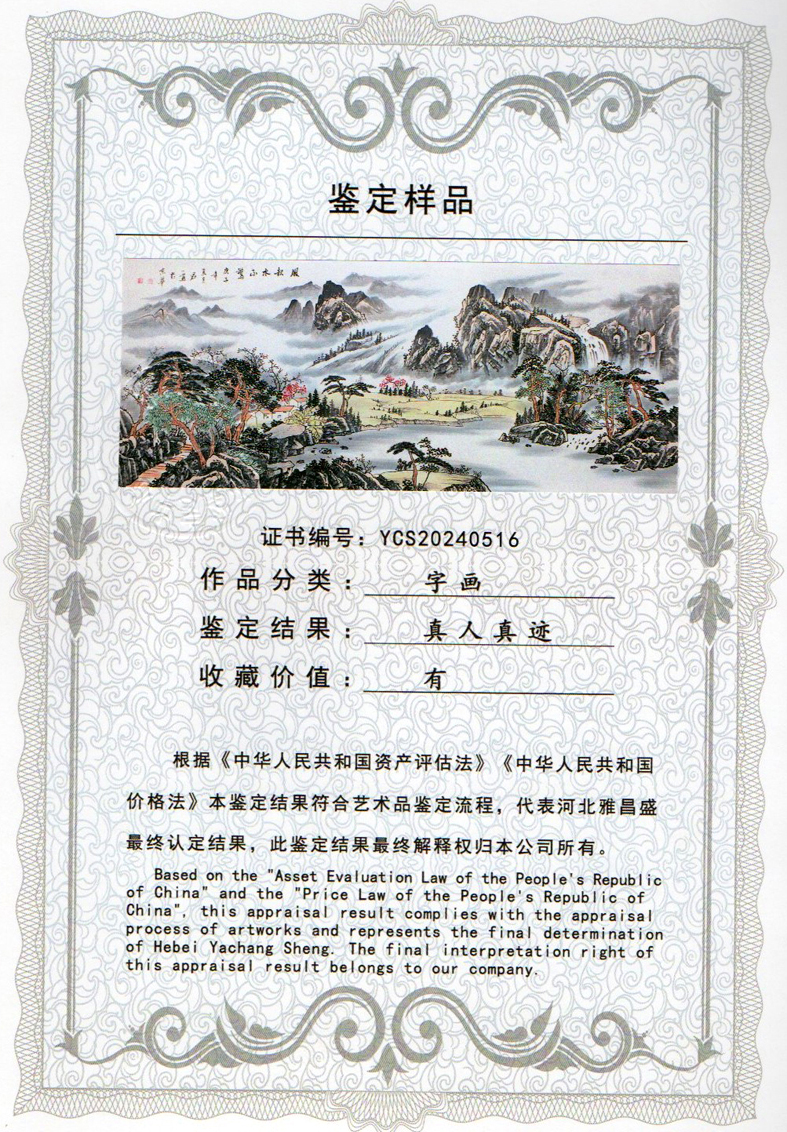 鉴定样品
证书编号：YCS20240516
作品分类：字画
鉴定结果：真人真迹
收藏价值：有
根据《中华人民共和国资产评估法》《中华人民共和国
价格法》本鉴定结果符合艺术品鉴定流程，代表河北雅昌盛
最终认定结果，此鉴定结果最终解释权归本公司所有。
Based on the "Asset Evaluation Law of the People's Republic
of China" and the "Price Law of the People's Republic of
China", this appraisal result complies with the appraisal
process of artworks and represents the final determination
of Hebei Yachang Sheng. The final interpretation right of
this appraisal result belongs to our company.